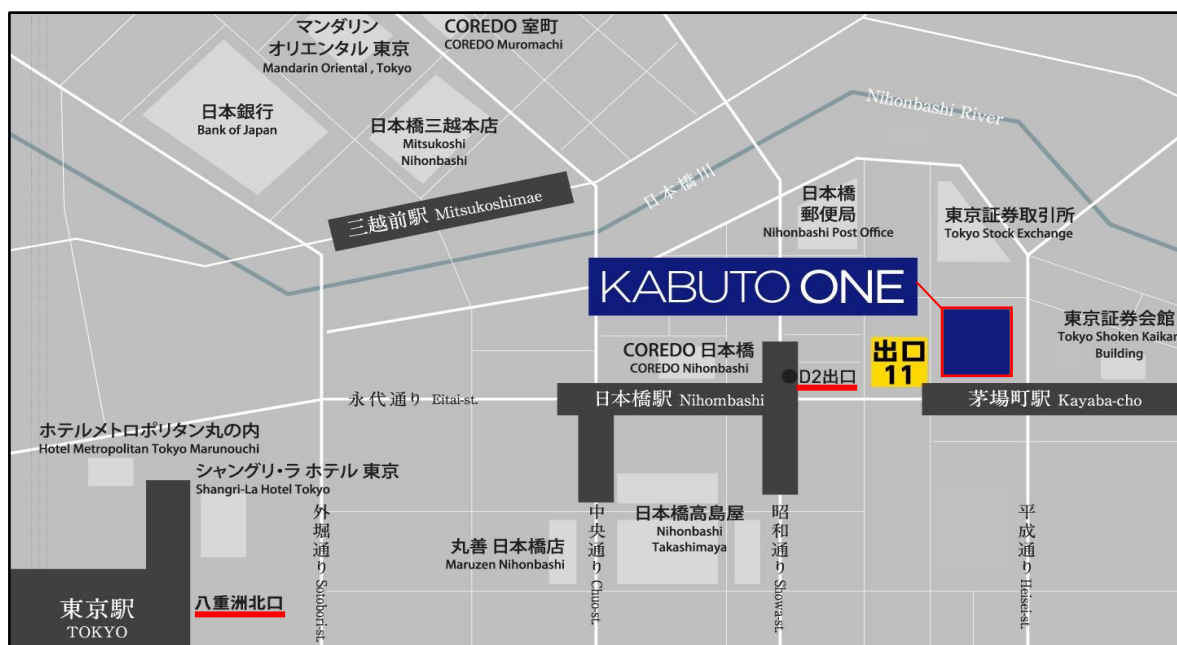 マンダリン
オリエンタル 東京
Mandarin Oriental , Tokyo
COREDO 室町
COREDO Muromachi
日本銀行
Bank of Japan
日本橋三越本店
Mitsukoshi
Nihonbashi
Nihonbashi River
日本橋川
三越前駅 Mitsukoshimae
日本橋
郵便局
Nihonbashi Post Office
東京証券取引所
Tokyo Stock Exchange
KABUTO ONE
東京証券会館
Tokyo Shoken Kaikan
Building
COREDO 日本橋
COREDO Nihonbashi
出口
11
D2出口
永代通り Eitai-st.
日本橋駅 Nihombashi
茅場町駅 Kayaba-cho
ホテルメトロポリタン丸の内
Hotel Metropolitan Tokyo Marunouchi
シャングリ・ラ ホテル 東京
Shangri-La Hotel Tokyo
外堀通り Sotobori-st.
丸善 日本橋店
Maruzen Nihonbashi
中央通り Chuo-st.
日本橋高島屋
Nihonbashi
Takashimaya
昭和通り Showa-st.
平成通り Heisei-st.
八重洲北口
東京駅
TOKYO